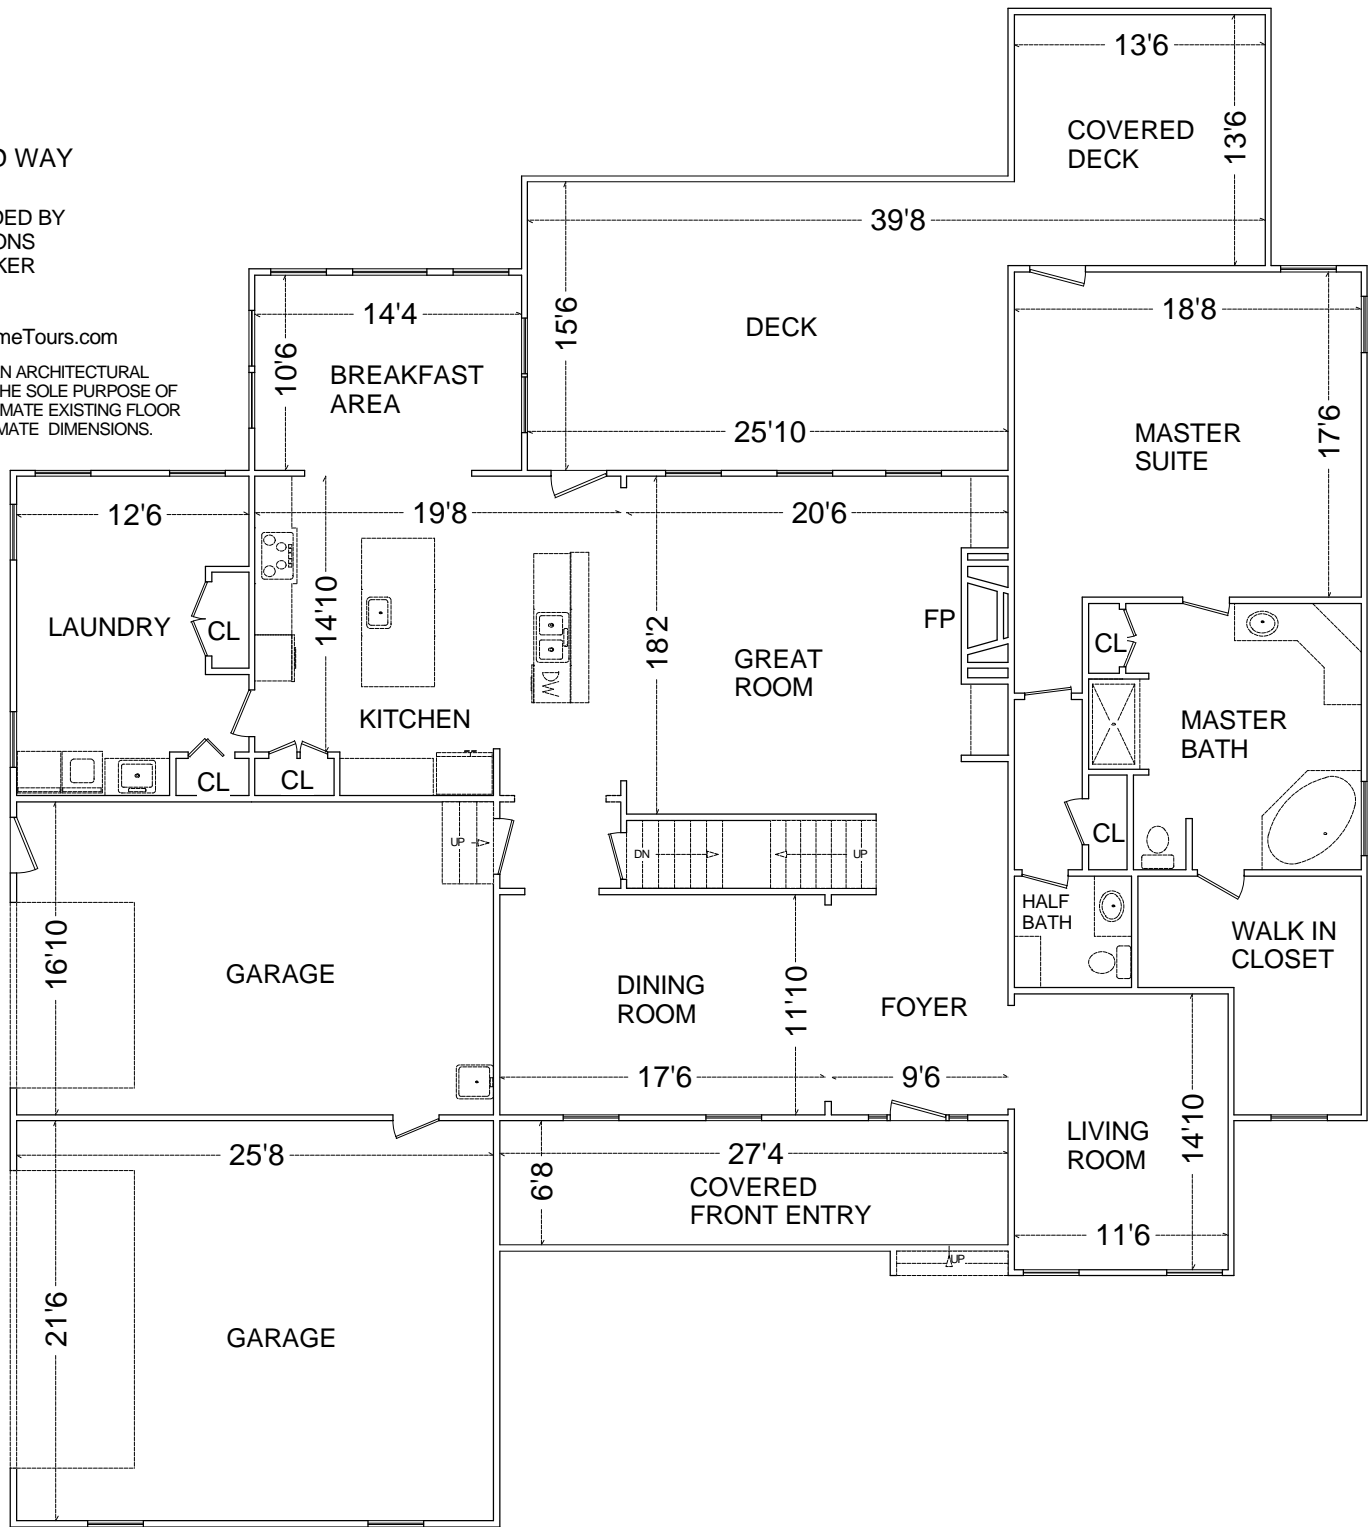 13'6
COVERED
DECK
13'6
WAY
DED BY
39'8
15'6
14'4
10'6
DECK
18'8
meTours.com
BREAKFAST
AREA
N ARCHITECTURAL
HE SOLE PURPOSE OF
MATE EXISTING FLOOR
MATE DIMENSIONS.
25'10
MASTER
SUITE
17'6
12'6
19'8
20'6
LAUNDRY
CL
14'10
18'2
FP
GREAT
ROOM
CL
DW
KITCHEN
MASTER
BATH
CL
CL
CL
UP
DN
UP
HALF
BATH
WALK IN
CLOSET
16'10
GARAGE
DINING
ROOM
11'10
FOYER
17'6
9'6
25'8
27'4
6'8
COVERED
FRONT ENTRY
LIVING
ROOM
14'10
11'6
UP
21'6
GARAGE